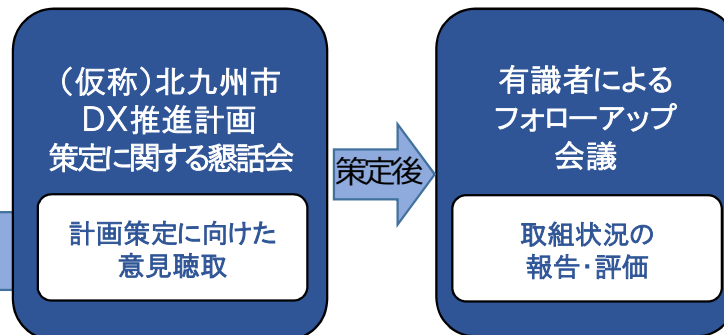 （仮称）北九州市
DX推進計画
策定に関する懇話会
計画策定に向けた
意見聴取
策定後
有識者による
フォローアップ
会議
取組状況の
報告・評価